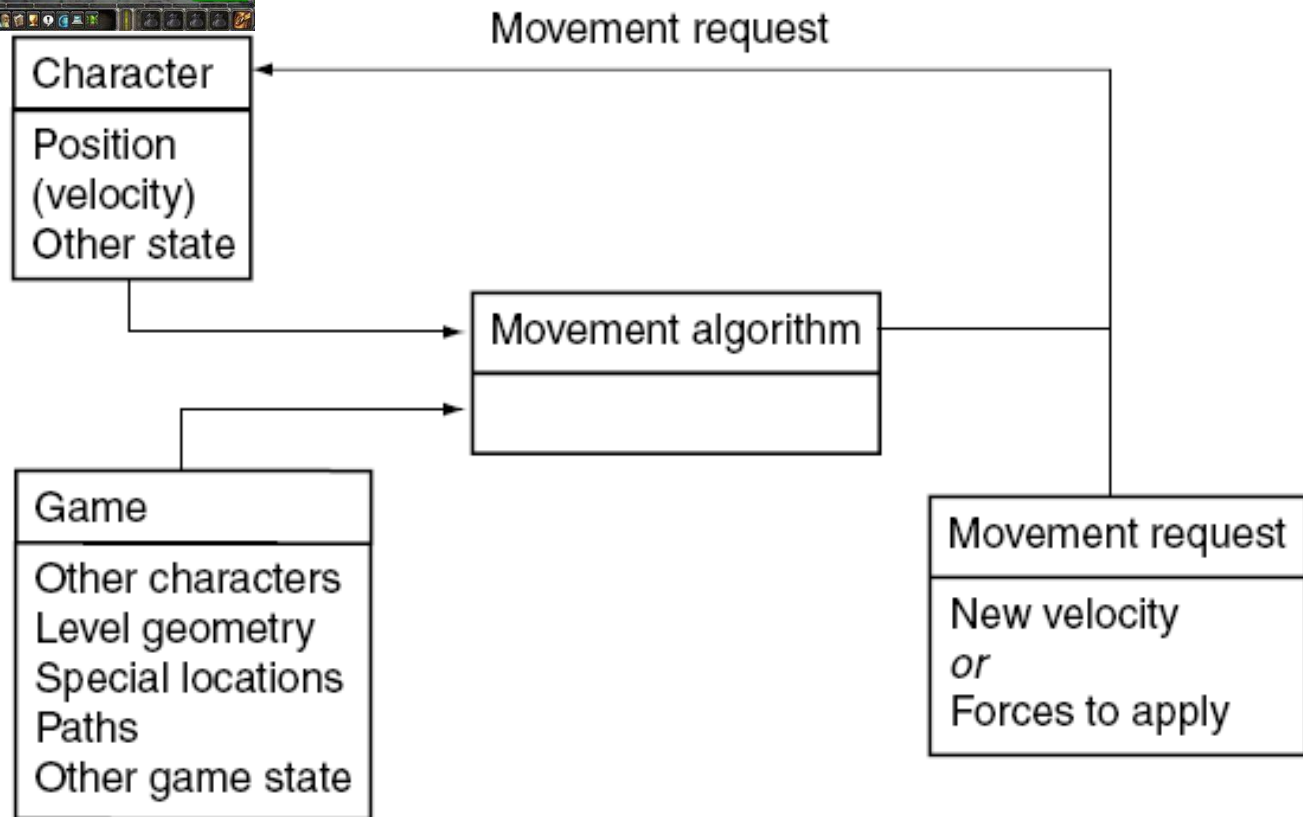 Movement request
Character
Position
(velocity)
Other state
Movement algorithm
Game
Other characters
Level geometry
Special locations
Paths
Other game state
Movement request
New velocity
or
Forces to apply